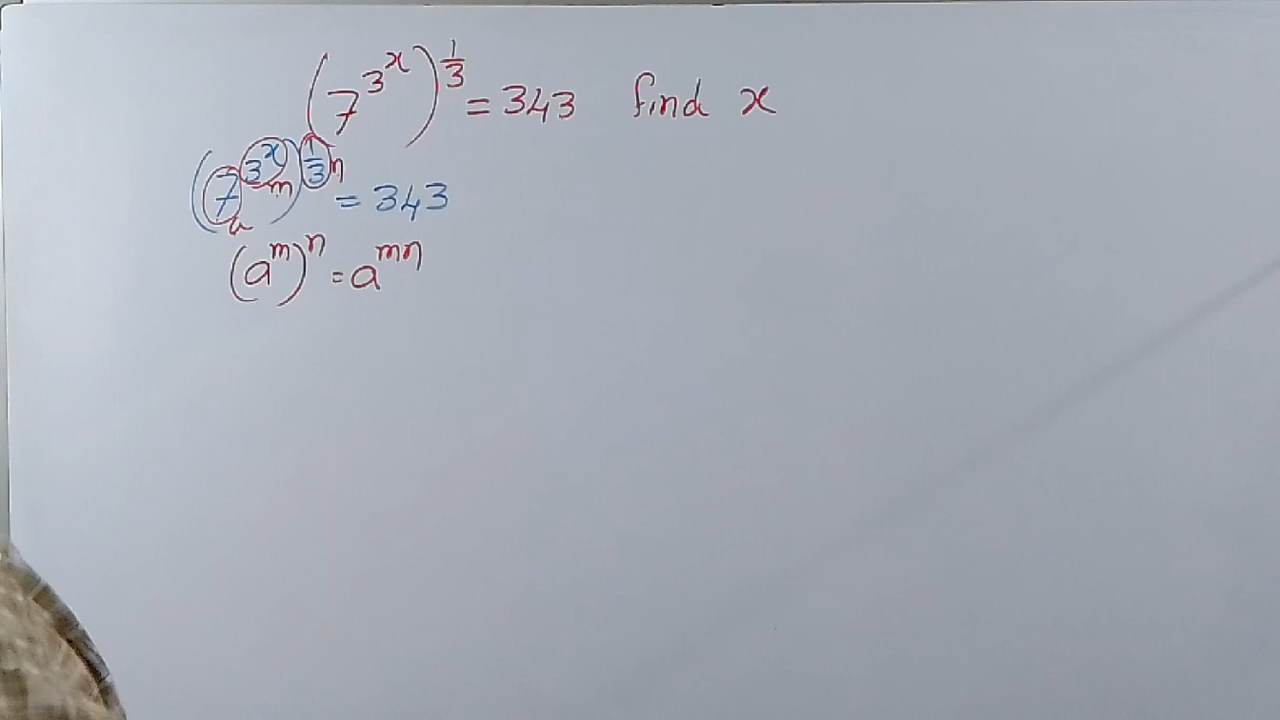 (7^3^x)^1/3 = 343 find x
(7^3^x)^1/3 = 343 a m n
(a^m)^n = a^mn